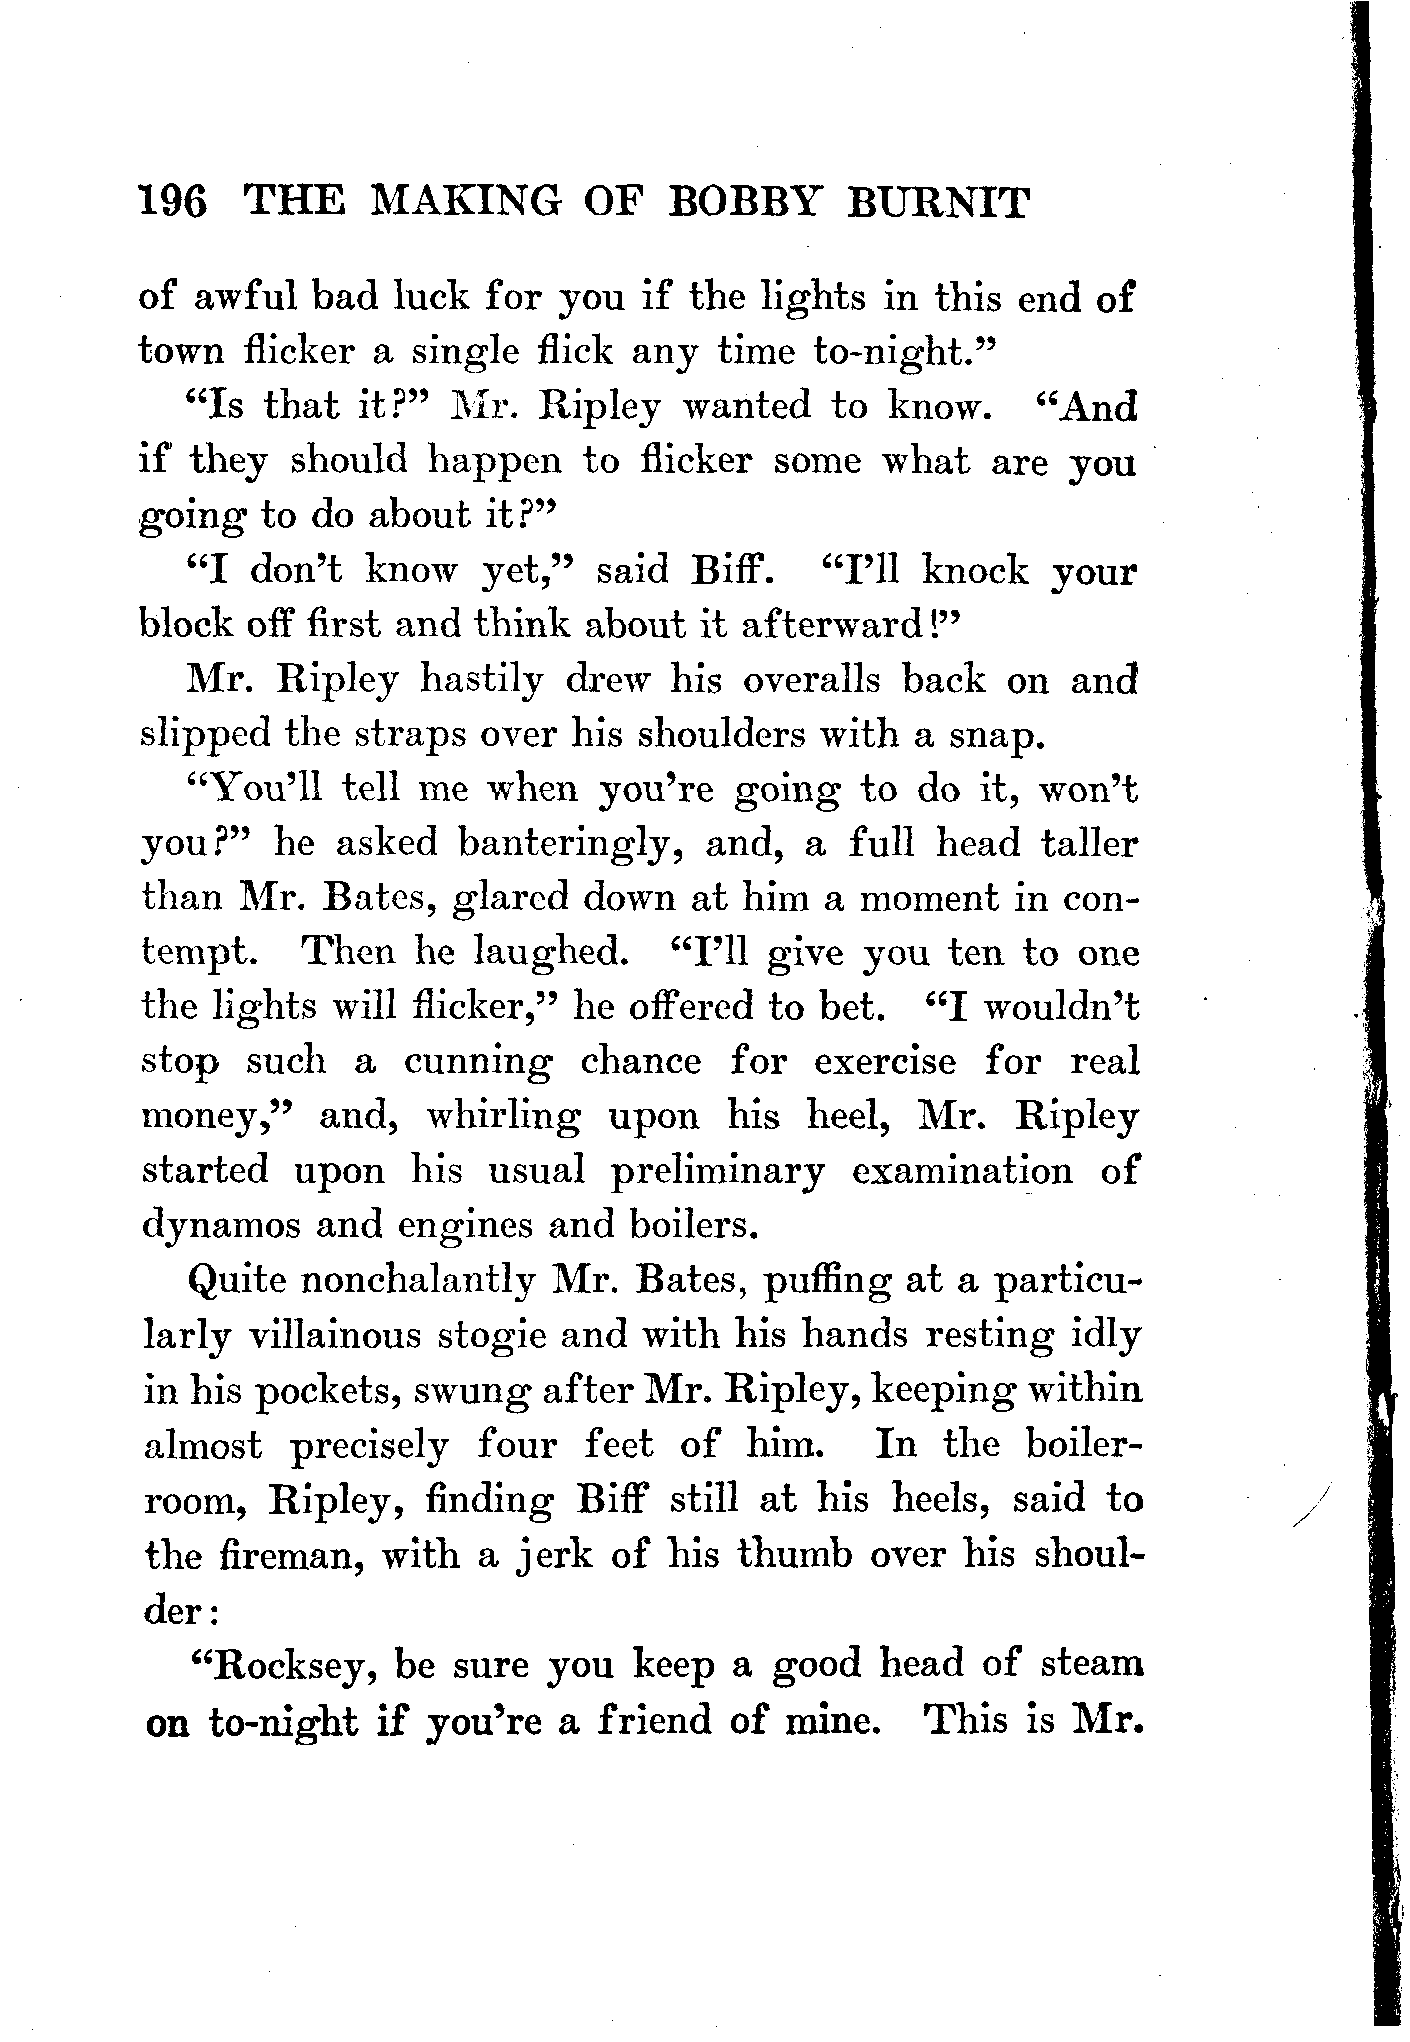 196 THE MAKING OF BOBBY BURNIT
of awful bad luck for you if the lights in this end of
town flicker a single flick any time to-night.”
“Is that it?” Mr. Ripley wanted to know. “And
if they should happen to flicker some what are you
going to do about it?”
“I don’t know yet,” said Biff. “I’ll knock your
block off first and think about it afterward!”
Mr. Ripley hastily drew his overalls back on and
slipped the straps over his shoulders with a snap.
“You’ll tell me when you’re going to do it, won’t
you?” he asked banteringly, and, a full head taller
than Mr. Bates, glared down at him a moment in con-
tempt. Then he laughed. “I’ll give you ten to one
the lights will flicker,” he offered to bet. “I wouldn’t
stop such a cunning chance for exercise for real
money,” and, whirling upon his heel, Mr. Ripley
started upon his usual preliminary examination of
dynamos and engines and boilers.
Quite nonchalantly Mr. Bates, puffing at a particu-
larly villainous stogie and with his hands resting idly
in his pockets, swung after Mr. Ripley, keeping within
almost precisely four feet of him. In the boiler-
room, Ripley, finding Biff still at his heels, said to
the fireman, with a jerk of his thumb over his shoul-
der:
“Rocksey, be sure you keep a good head of steam
on to-night if you’re a friend of mine. This is Mr.